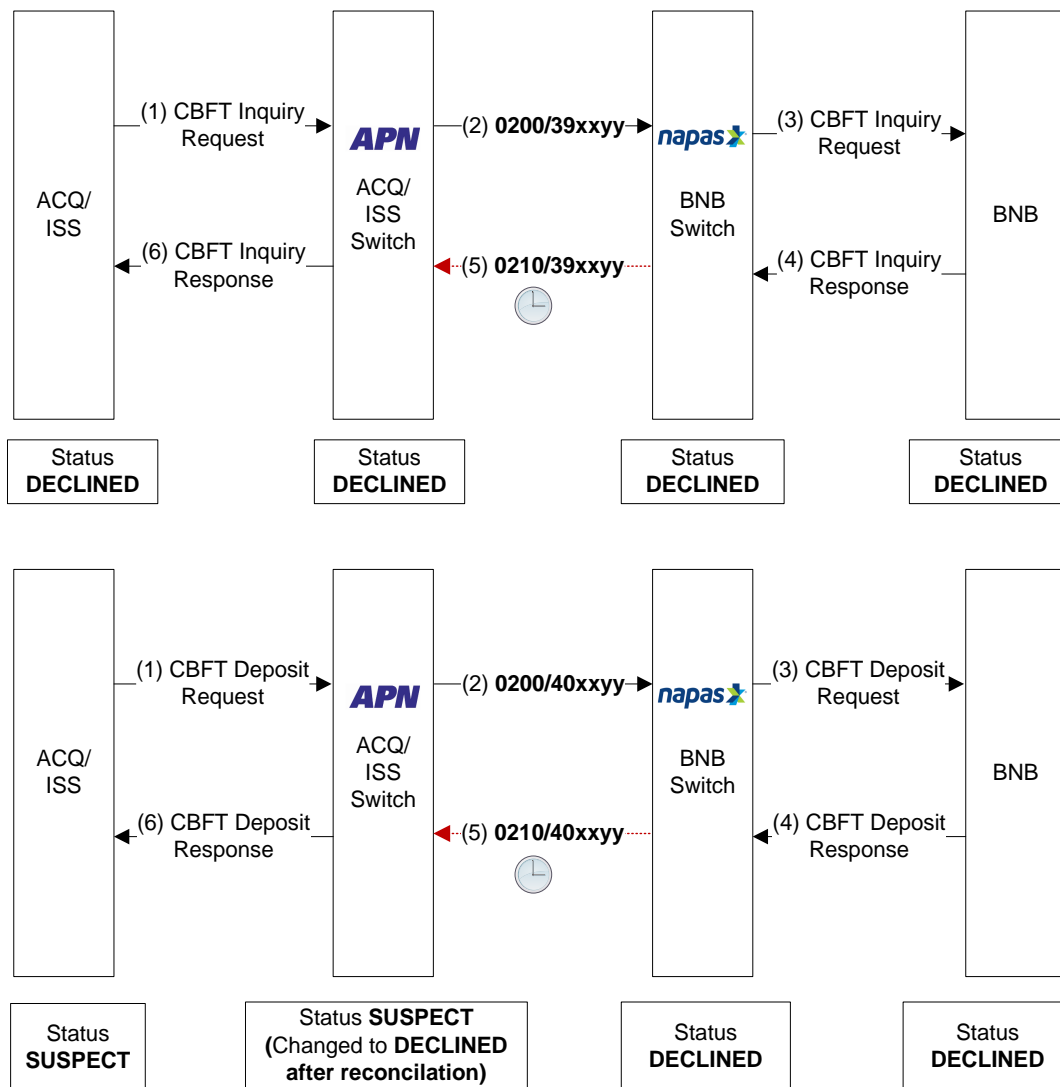 (1) CBFT Inquiry
Request
(2) 0200/39xxyy
(3) CBFT Inquiry
Request
APN
napas
ACQ/
ISS
ACQ/
ISS
Switch
BNB
Switch
BNB
(6) CBFT Inquiry
Response
(5) 0210/39xxyy
(4) CBFT Inquiry
Response
Status
DECLINED
Status
DECLINED
Status
DECLINED
Status
DECLINED
(1) CBFT Deposit
Request
(2) 0200/40xxyy
(3) CBFT Deposit
Request
APN
napas
ACQ/
ISS
ACQ/
ISS
Switch
BNB
Switch
BNB
(6) CBFT Deposit
Response
(5) 0210/40xxyy
(4) CBFT Deposit
Response
Status
SUSPECT
Status SUSPECT
(Changed to DECLINED
after reconcilation)
Status
DECLINED
Status
DECLINED